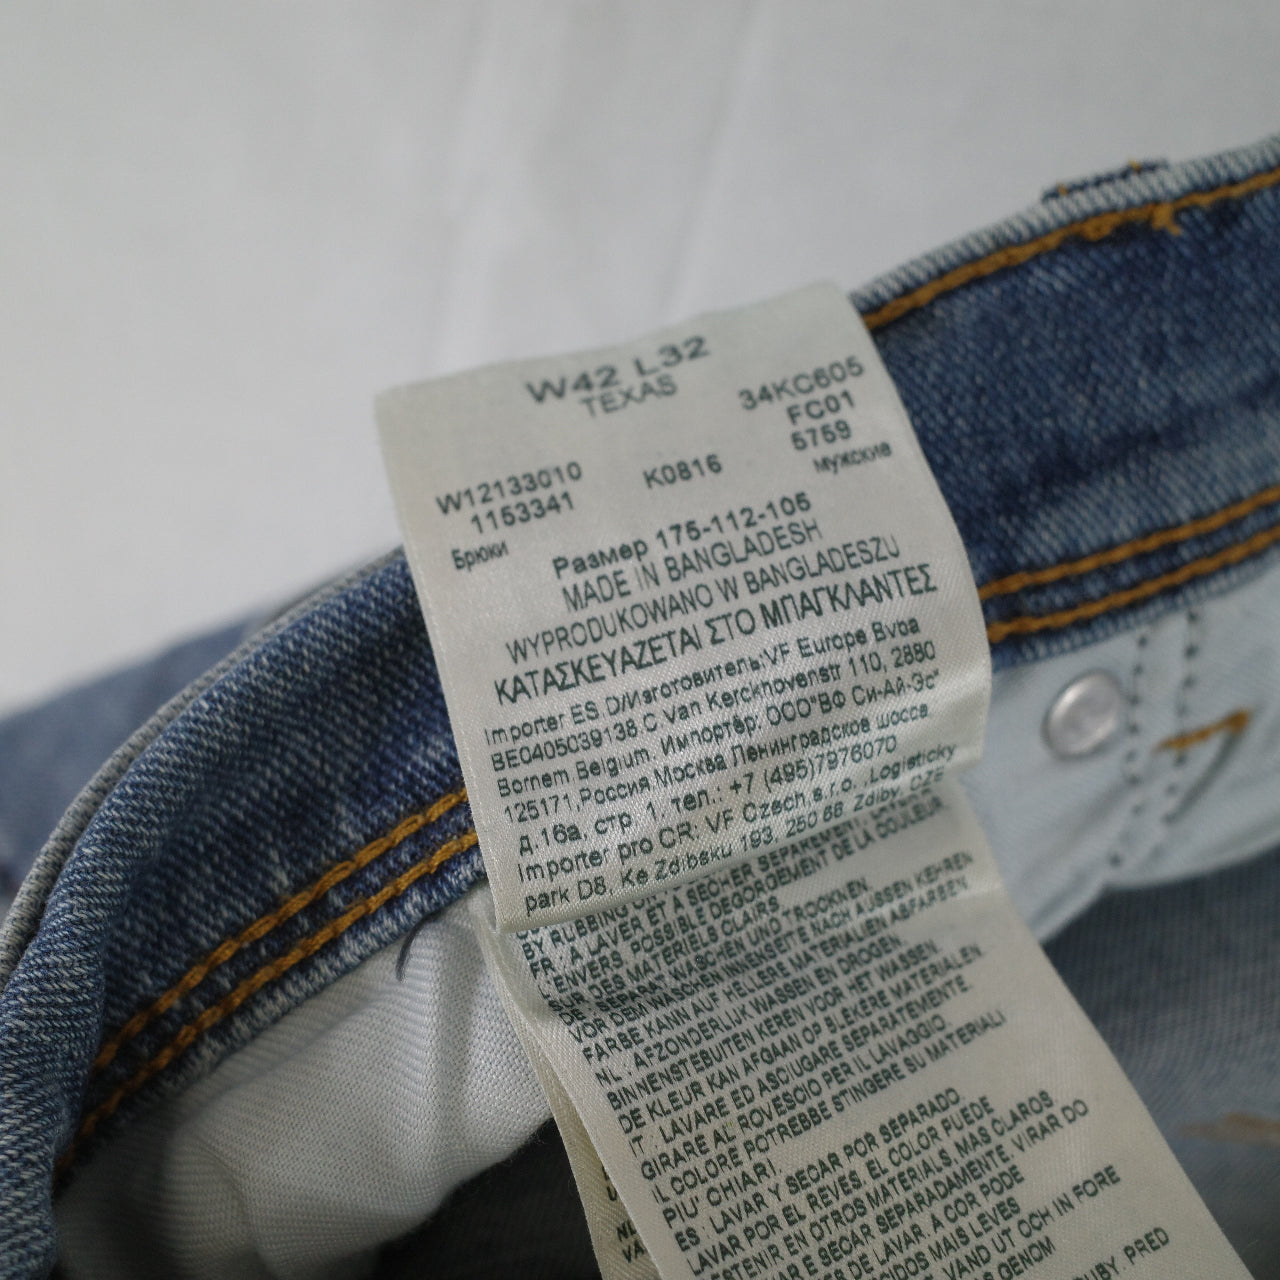 W42 L32
TEXAS
34KC605
FC01
W12133010 K0816 5759
1153341 мужские
Брюки
Размер 175-112-105
MADE IN BANGLADESH
WYPRODUKOWANO W BANGLADESZU
ΚΑΤΑΣΚΕΥΑΖΕΤΑΙ ΣΤΟ ΜΠΑΓΚΛΑΝΤΕΣ
Importer ES, D/Изготовитель:VF Europe Bvba
BE0405039138.C Van Kerckhovenstr 110, 2880
Bornem Belgium. Импортёр: ООО"ВФ Си-Ай-Эс"
125171,Россия,Москва Ленинградское шоссе
д.16а, стр. 1. тел.: +7 (495)7976070
Importer pro CR: VF Czech,s.r.o. Logisticky
park D8, Ke Zdibsku 193, 250 66 Zdiby, CZE
BY RUBBING
FR : A LAVER ET A SECHER SEPAREMENT
L'ENVERS POSSIBLE DEGORGEMENT DE LA COULEUR
SUR DES MATERIELS CLAIRS
SEPARAT WASCHEN UND TROCKNEN.
VOR DEM WASCHEN INNENSEITE NACH AUSSEN KEHREN
FARBE KANN AUF HELLERE MATERIALIEN ABFARBEN
NL : AFZONDERLIJK WASSEN EN DROGEN.
BINNENSTEBUITEN KEREN VOOR HET WASSEN.
DE KLEUR KAN AFGAAN OP BLEKERE MATERIALEN
IT : LAVARE ED ASCIUGARE SEPARATEMENTE.
GIRARE AL ROVESCIO PER IL LAVAGGIO.
IL COLORE POTREBBE STINGERE SU MATERIALI
PIU' CHIARI.
ES : LAVAR Y SECAR POR SEPARADO.
LAVAR POR EL REVES. EL COLOR PUEDE
EN OTROS MATERIALS, MAS CLAROS.
E SECAR SEPARADAMENTE. VIRAR DO
DE LAVAR. A COR PODE
MAIS LEVES
VAND UT OCH IN FORE
GENOM
PRED